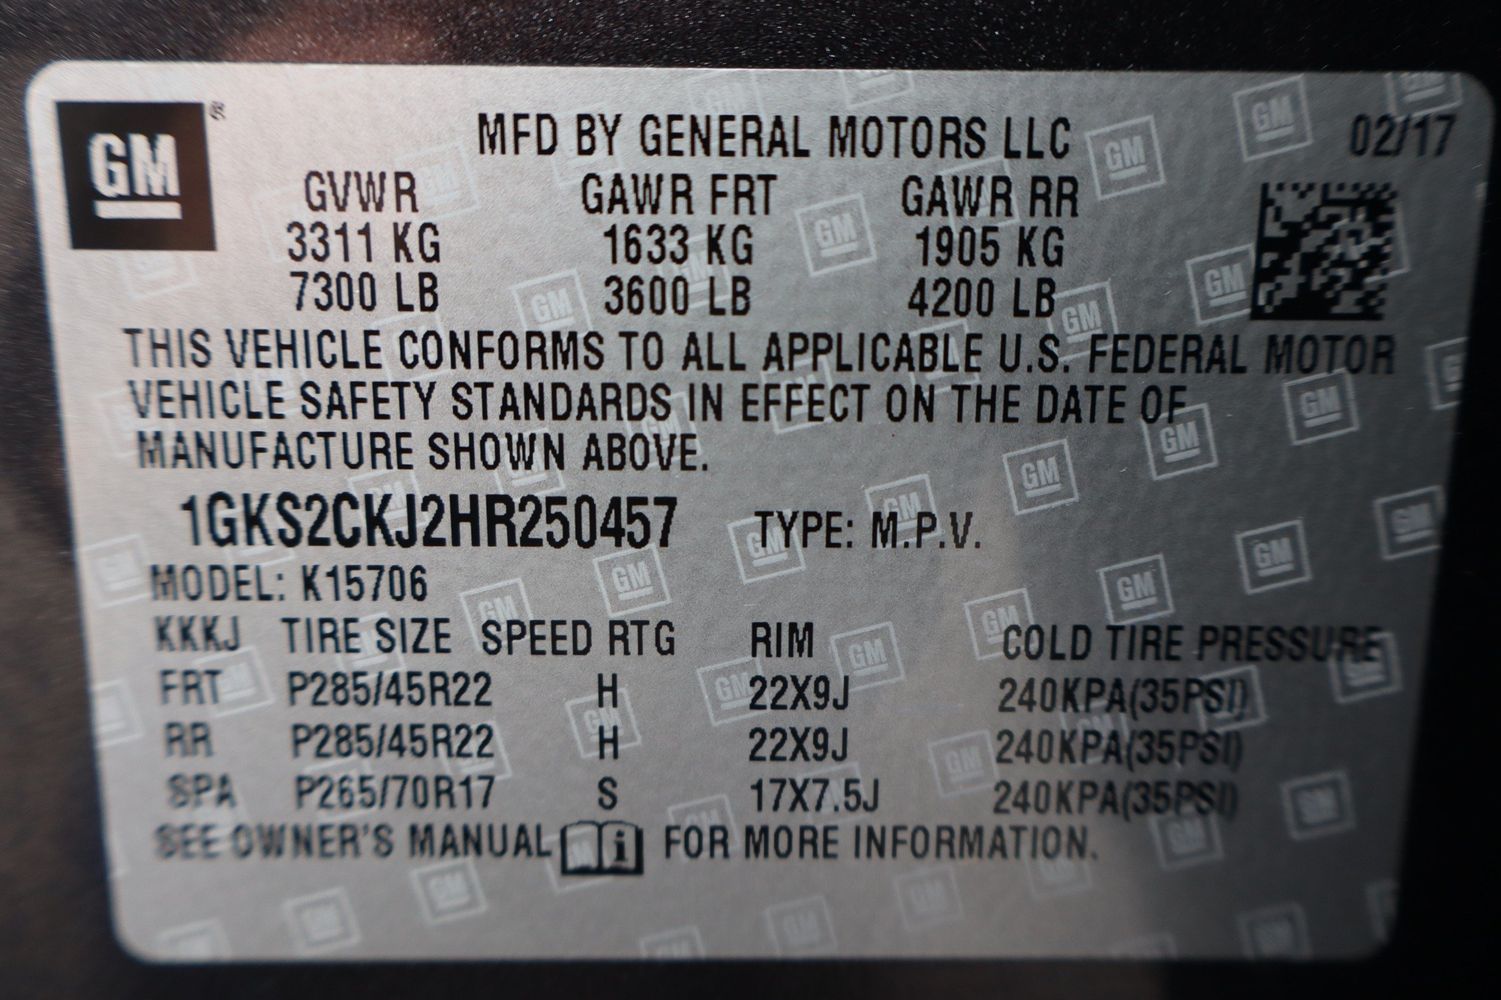 GM ®
MFD BY GENERAL MOTORS LLC 02/17
GVWR GAWR FRT GAWR RR
3311 KG 1633 KG 1905 KG
7300 LB 3600 LB 4200 LB
THIS VEHICLE CONFORMS TO ALL APPLICABLE U.S. FEDERAL MOTOR
VEHICLE SAFETY STANDARDS IN EFFECT ON THE DATE OF
MANUFACTURE SHOWN ABOVE.
1GKS2CKJ2HR250457 TYPE: M.P.V.
MODEL: K15706
KKKJ TIRE SIZE SPEED RTG RIM COLD TIRE PRESSURE
FRT P285/45R22 H 22X9J 240KPA(35PSI)
RR P285/45R22 H 22X9J 240KPA(35PSI)
SPA P265/70R17 S 17X7.5J 240KPA(35PSI)
SEE OWNER'S MANUAL i FOR MORE INFORMATION.